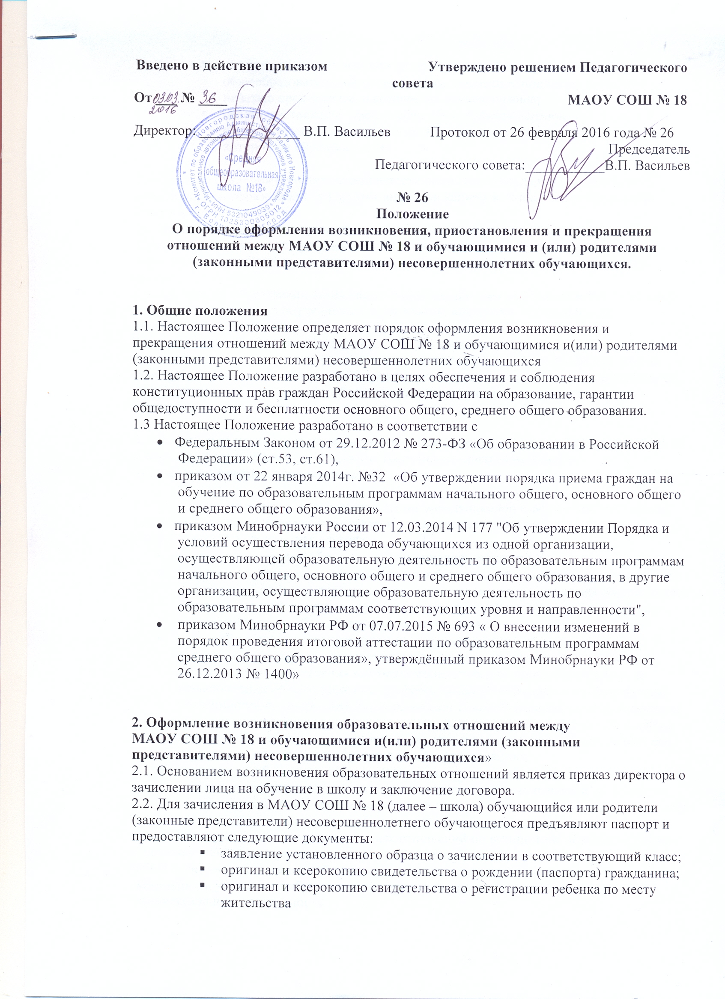 Введено в действие приказом Утверждено решением Педагогического
совета
От 03.03. № 36 МАОУ СОШ № 18
2016
Директор: В.П. Васильев Протокол от 26 февраля 2016 года № 26
Председатель
Педагогического совета: В.П. Васильев
Новгородская область
Комитет по образованию Администрации Великого Новгорода
Муниципальное автономное общеобразовательное учреждение
«Средняя
общеобразовательная
школа №18»
ИНН 5321049039
ОГРН 1025300805012
г. Великий Новгород
№ 26
Положение
О порядке оформления возникновения, приостановления и прекращения
отношений между МАОУ СОШ № 18 и обучающимися и (или) родителями
(законными представителями) несовершеннолетних обучающихся.
1. Общие положения
1.1. Настоящее Положение определяет порядок оформления возникновения и
прекращения отношений между МАОУ СОШ № 18 и обучающимися и(или) родителями
(законными представителями) несовершеннолетних обучающихся
1.2. Настоящее Положение разработано в целях обеспечения и соблюдения
конституционных прав граждан Российской Федерации на образование, гарантии
общедоступности и бесплатности основного общего, среднего общего образования.
1.3 Настоящее Положение разработано в соответствии с
• Федеральным Законом от 29.12.2012 № 273-ФЗ «Об образовании в Российской
Федерации» (ст.53, ст.61),
• приказом от 22 января 2014г. №32 «Об утверждении порядка приема граждан на
обучение по образовательным программам начального общего, основного общего
и среднего общего образования»,
• приказом Минобрнауки России от 12.03.2014 N 177 "Об утверждении Порядка и
условий осуществления перевода обучающихся из одной организации,
осуществляющей образовательную деятельность по образовательным программам
начального общего, основного общего и среднего общего образования, в другие
организации, осуществляющие образовательную деятельность по
образовательным программам соответствующих уровня и направленности",
• приказом Минобрнауки РФ от 07.07.2015 № 693 « О внесении изменений в
порядок проведения итоговой аттестации по образовательным программам
среднего общего образования», утверждённый приказом Минобрнауки РФ от
26.12.2013 № 1400»
2. Оформление возникновения образовательных отношений между
МАОУ СОШ № 18 и обучающимися и(или) родителями (законными
представителями) несовершеннолетних обучающихся»
2.1. Основанием возникновения образовательных отношений является приказ директора о
зачислении лица на обучение в школу и заключение договора.
2.2. Для зачисления в МАОУ СОШ № 18 (далее – школа) обучающийся или родители
(законные представители) несовершеннолетнего обучающегося предъявляют паспорт и
предоставляют следующие документы:
▪ заявление установленного образца о зачислении в соответствующий класс;
▪ оригинал и ксерокопию свидетельства о рождении (паспорта) гражданина;
▪ оригинал и ксерокопию свидетельства о регистрации ребенка по месту
жительства